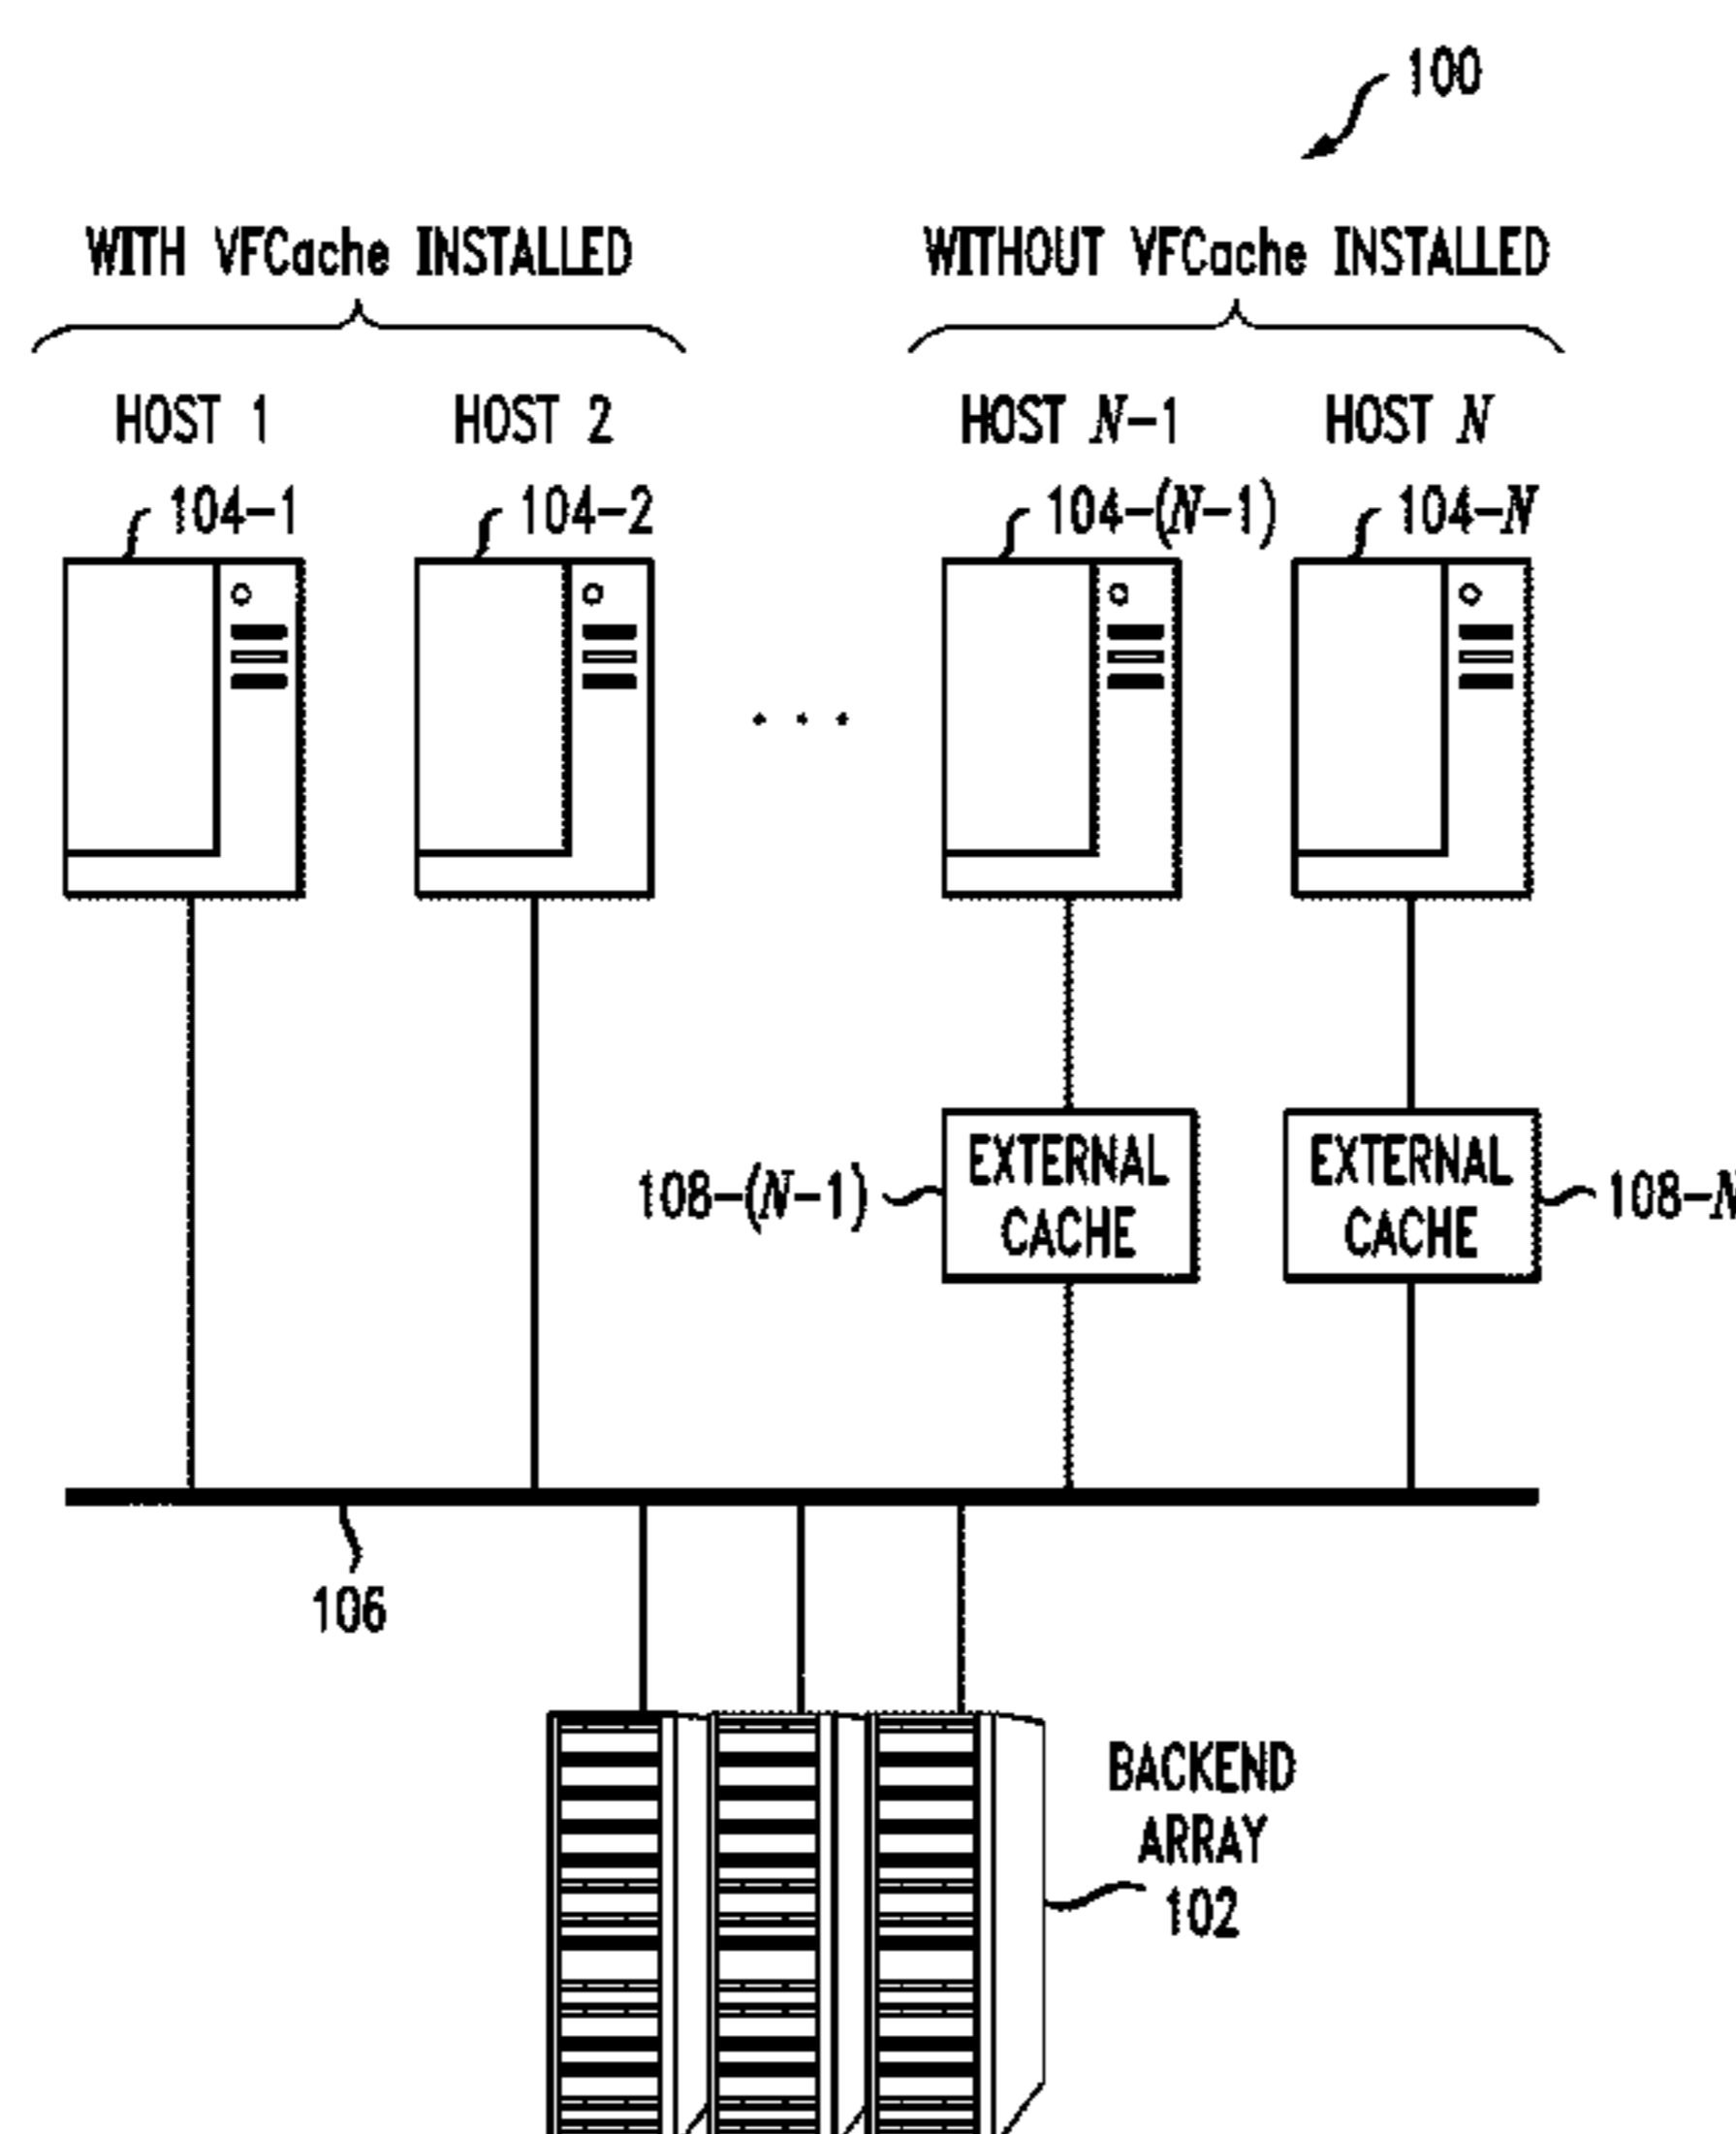 100
WITH VFCache INSTALLED
WITHOUT VFCache INSTALLED
HOST 1
HOST 2
HOST N-1
HOST N
104-1
104-2
104-(N-1)
104-N
. . .
EXTERNAL
CACHE
EXTERNAL
CACHE
108-(N-1)
108-N
106
BACKEND
ARRAY
102